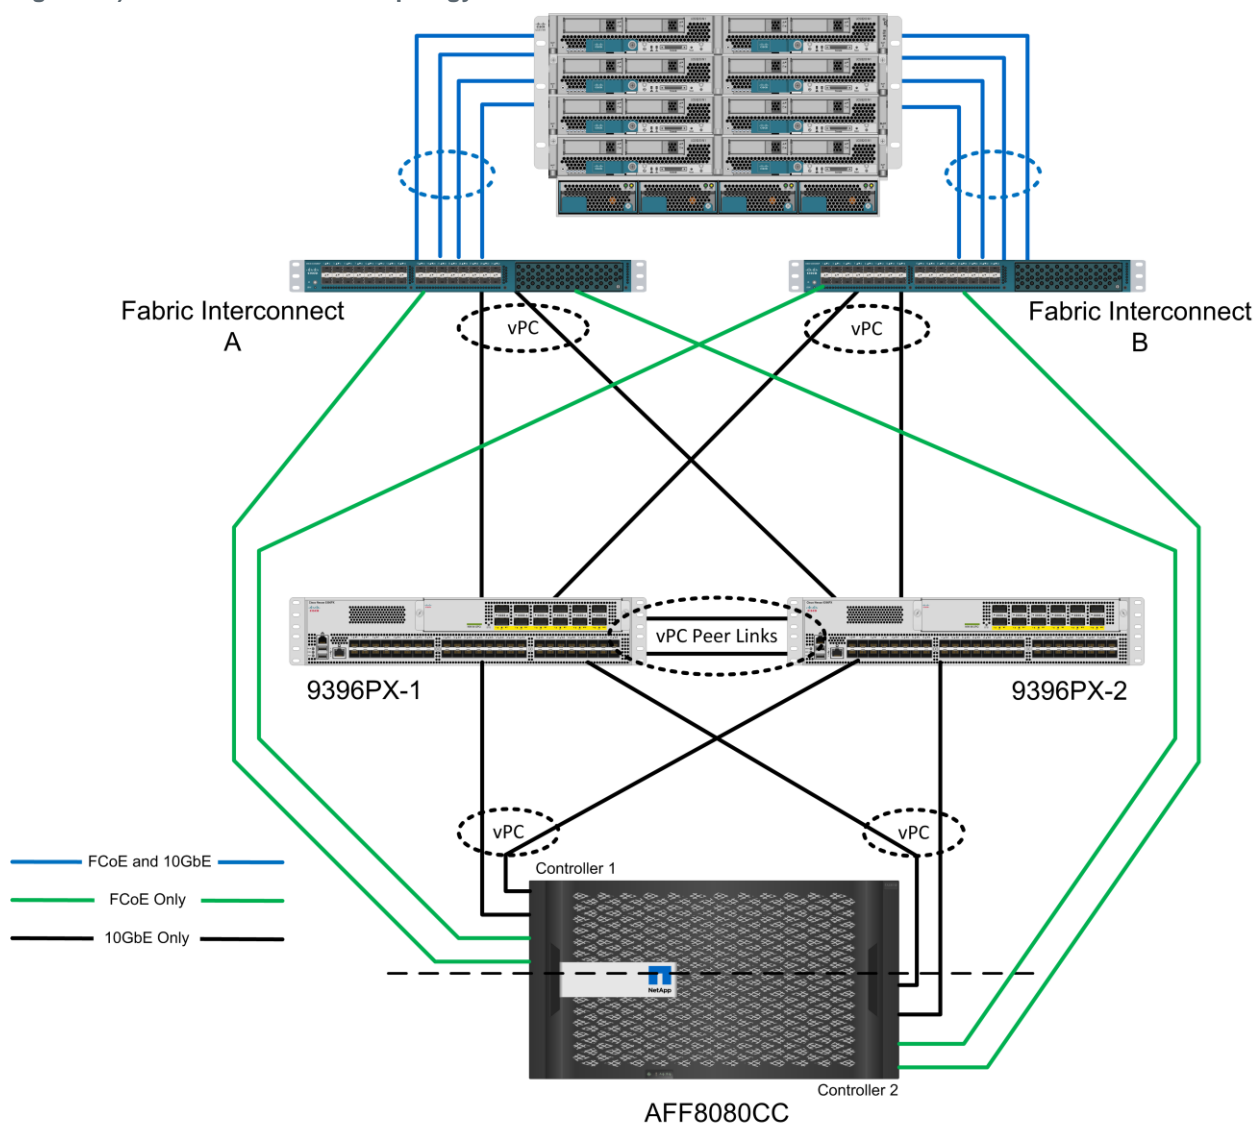 Fabric Interconnect
A
vPC
vPC
Fabric Interconnect
B
vPC Peer Links
9396PX-1
9396PX-2
vPC
vPC
FCoE and 10GbE
FCoE Only
10GbE Only
Controller 1
NetApp
Controller 2
AFF8080CC